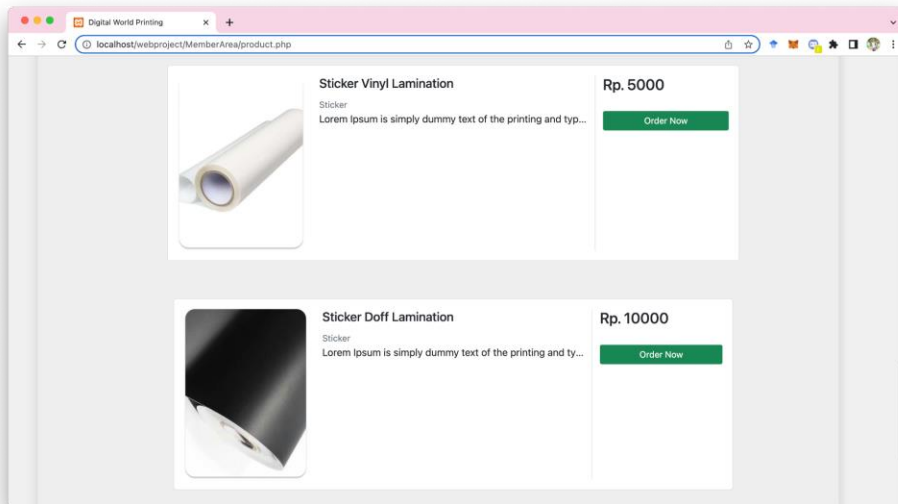 Digital World Printing
localhost/webproject/MemberArea/product.php
Sticker Vinyl Lamination
Rp. 5000
Sticker
Lorem Ipsum is simply dummy text of the printing and typ...
Order Now
Sticker Doff Lamination
Rp. 10000
Sticker
Lorem Ipsum is simply dummy text of the printing and ty...
Order Now